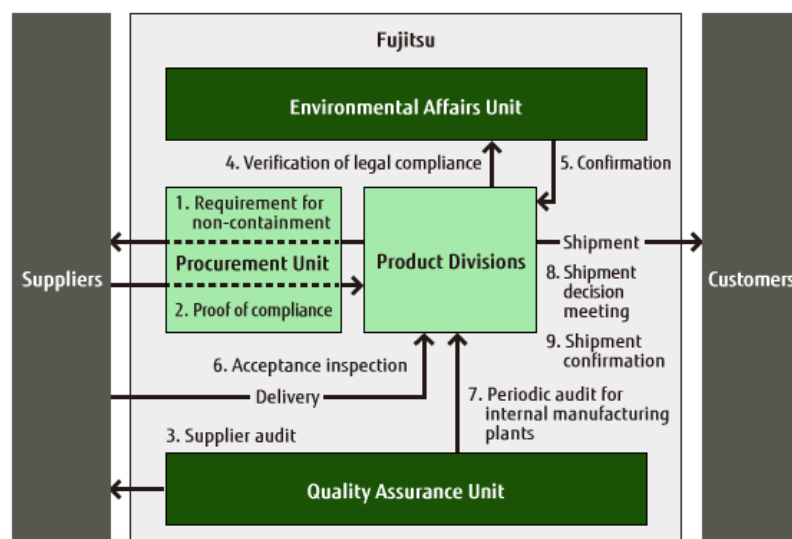 Fujitsu
Environmental Affairs Unit
4. Verification of legal compliance
5. Confirmation
1. Requirement for
non-containment
Procurement Unit
2. Proof of compliance
Product Divisions
Suppliers
Shipment
8. Shipment
decision
meeting
9. Shipment
confirmation
Customers
6. Acceptance inspection
Delivery
7. Periodic audit for
internal manufacturing
plants
3. Supplier audit
Quality Assurance Unit